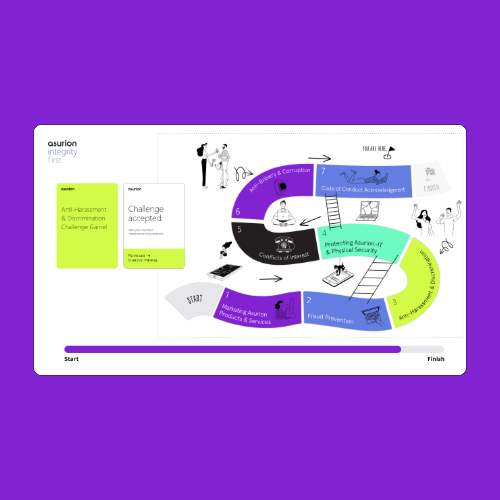 asurion
integrity
first
asurion
Anti-Harassment
& Discrimination
Challenge Game!
asurion
Challenge
accepted.
YOU ARE HERE
START
1
Marketing Asurion
Products & Services
2
Fraud Prevention
3
Anti-Harassment & Discrimination
4
Protecting Asurion-IT
& Physical Security
5
Conflicts of Interest
6
Anti-Bribery & Corruption
7
Code of Conduct Acknowledgment
FINISH
Start
Finish